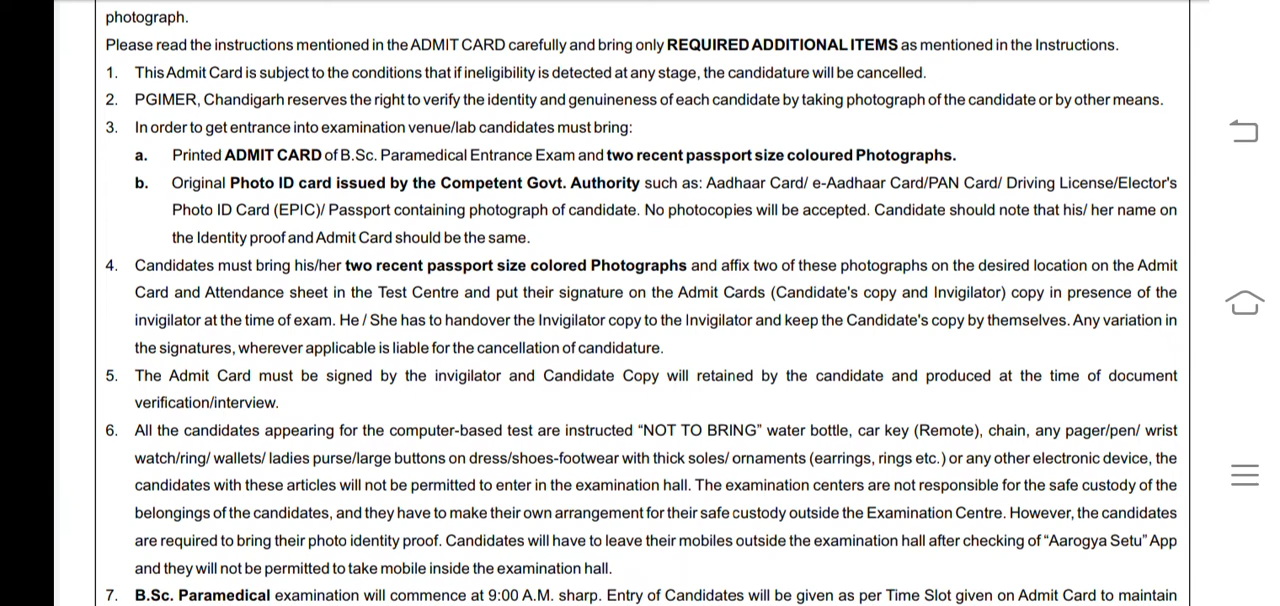 photograph.
Please read the instructions mentioned in the ADMIT CARD carefully and bring only REQUIRED ADDITIONAL ITEMS as mentioned in the Instructions.
1. This Admit Card is subject to the conditions that if ineligibility is detected at any stage, the candidature will be cancelled.
2. PGIMER, Chandigarh reserves the right to verify the identity and genuineness of each candidate by taking photograph of the candidate or by other means.
3. In order to get entrance into examination venue/lab candidates must bring:
a. Printed ADMIT CARD of B.Sc. Paramedical Entrance Exam and two recent passport size coloured Photographs.
b. Original Photo ID card issued by the Competent Govt. Authority such as: Aadhaar Card/ e-Aadhaar Card/PAN Card/ Driving License/Elector's
Photo ID Card (EPIC)/ Passport containing photograph of candidate. No photocopies will be accepted. Candidate should note that his/ her name on
the Identity proof and Admit Card should be the same.
4. Candidates must bring his/her two recent passport size colored Photographs and affix two of these photographs on the desired location on the Admit
Card and Attendance sheet in the Test Centre and put their signature on the Admit Cards (Candidate's copy and Invigilator) copy in presence of the
invigilator at the time of exam. He / She has to handover the Invigilator copy to the Invigilator and keep the Candidate's copy by themselves. Any variation in
the signatures, wherever applicable is liable for the cancellation of candidature.
5. The Admit Card must be signed by the invigilator and Candidate Copy will retained by the candidate and produced at the time of document
verification/interview.
6. All the candidates appearing for the computer-based test are instructed “NOT TO BRING” water bottle, car key (Remote), chain, any pager/pen/ wrist
watch/ring/ wallets/ ladies purse/large buttons on dress/shoes-footwear with thick soles/ ornaments (earrings, rings etc.) or any other electronic device, the
candidates with these articles will not be permitted to enter in the examination hall. The examination centers are not responsible for the safe custody of the
belongings of the candidates, and they have to make their own arrangement for their safe custody outside the Examination Centre. However, the candidates
are required to bring their photo identity proof. Candidates will have to leave their mobiles outside the examination hall after checking of “Aarogya Setu” App
and they will not be permitted to take mobile inside the examination hall.
7. B.Sc. Paramedical examination will commence at 9:00 A.M. sharp. Entry of Candidates will be given as per Time Slot given on Admit Card to maintain